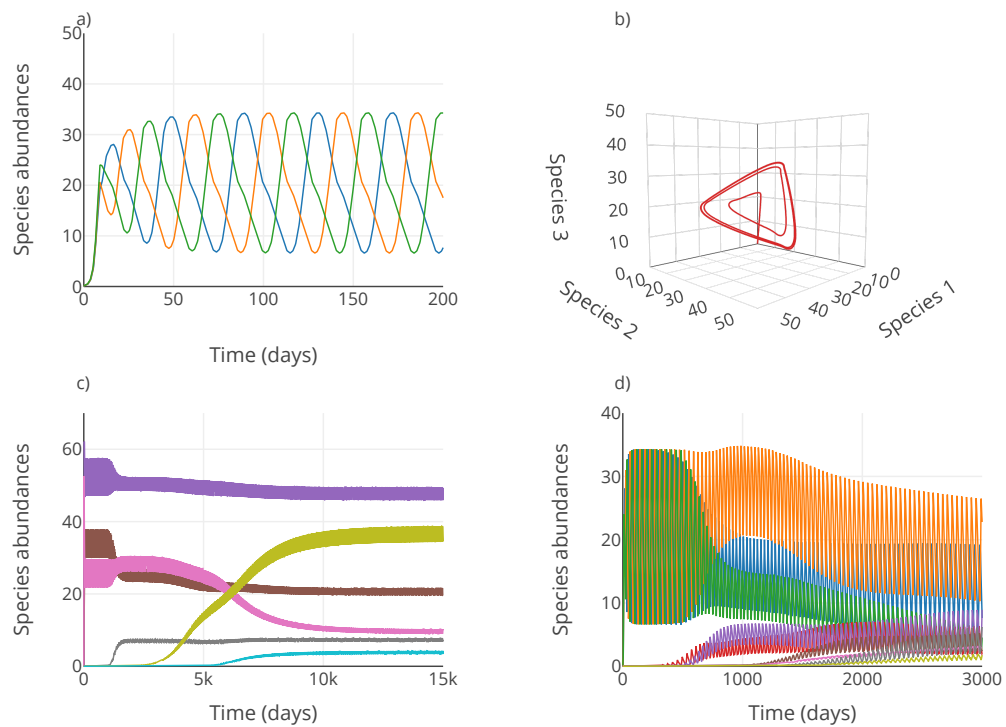 a)
50
40
30
20
10
0
Species abundances
0 50 100 150 200
Time (days)
b)
50
40
30
20
10
Species 3
0 10 20 30 40 50
Species 2
50 40 30 20 10 0
Species 1
c)
60
40
20
0
Species abundances
0 5k 10k 15k
Time (days)
d)
40
30
20
10
0
Species abundances
0 1000 2000 3000
Time (days)